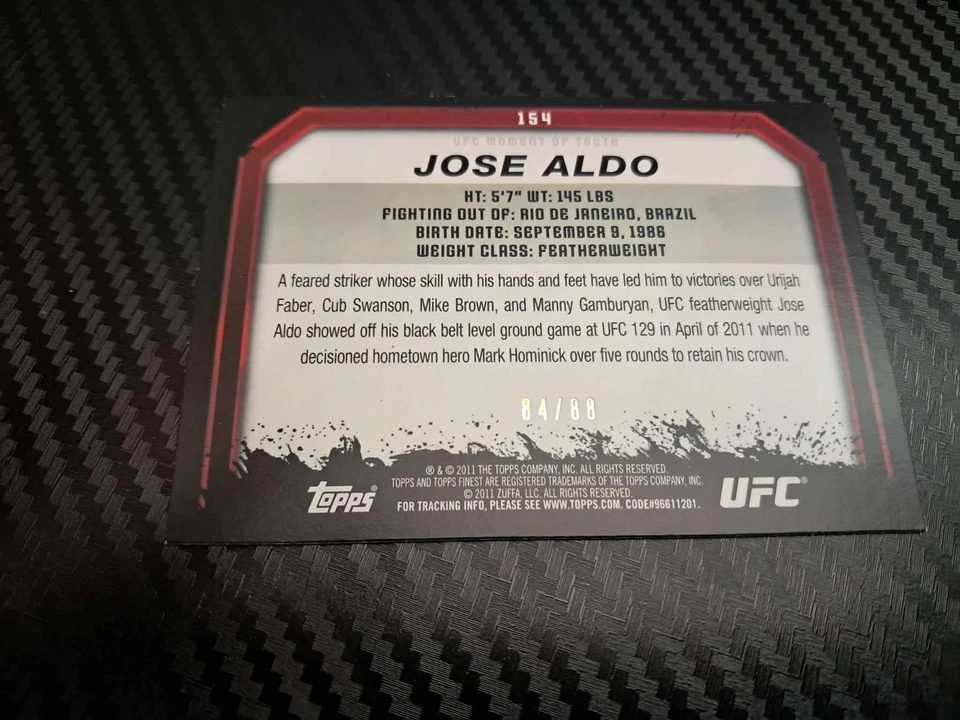 154
UFC MOMENT OF TRUTH
JOSE ALDO
HT: 5'7" WT: 145 LBS
FIGHTING OUT OF: RIO DE JANEIRO, BRAZIL
BIRTH DATE: SEPTEMBER 9, 1986
WEIGHT CLASS: FEATHERWEIGHT
A feared striker whose skill with his hands and feet have led him to victories over Urijah
Faber, Cub Swanson, Mike Brown, and Manny Gamburyan, UFC featherweight Jose
Aldo showed off his black belt level ground game at UFC 129 in April of 2011 when he
decisioned hometown hero Mark Hominick over five rounds to retain his crown.
84/88
® & © 2011 THE TOPPS COMPANY, INC. ALL RIGHTS RESERVED.
TOPPS AND TOPPS FINEST ARE REGISTERED TRADEMARKS OF THE TOPPS COMPANY, INC.
© 2011 ZUFFA, LLC. ALL RIGHTS RESERVED.
FOR TRACKING INFO, PLEASE SEE WWW.TOPPS.COM. CODE#96611201.
TOPPS®
UFC®